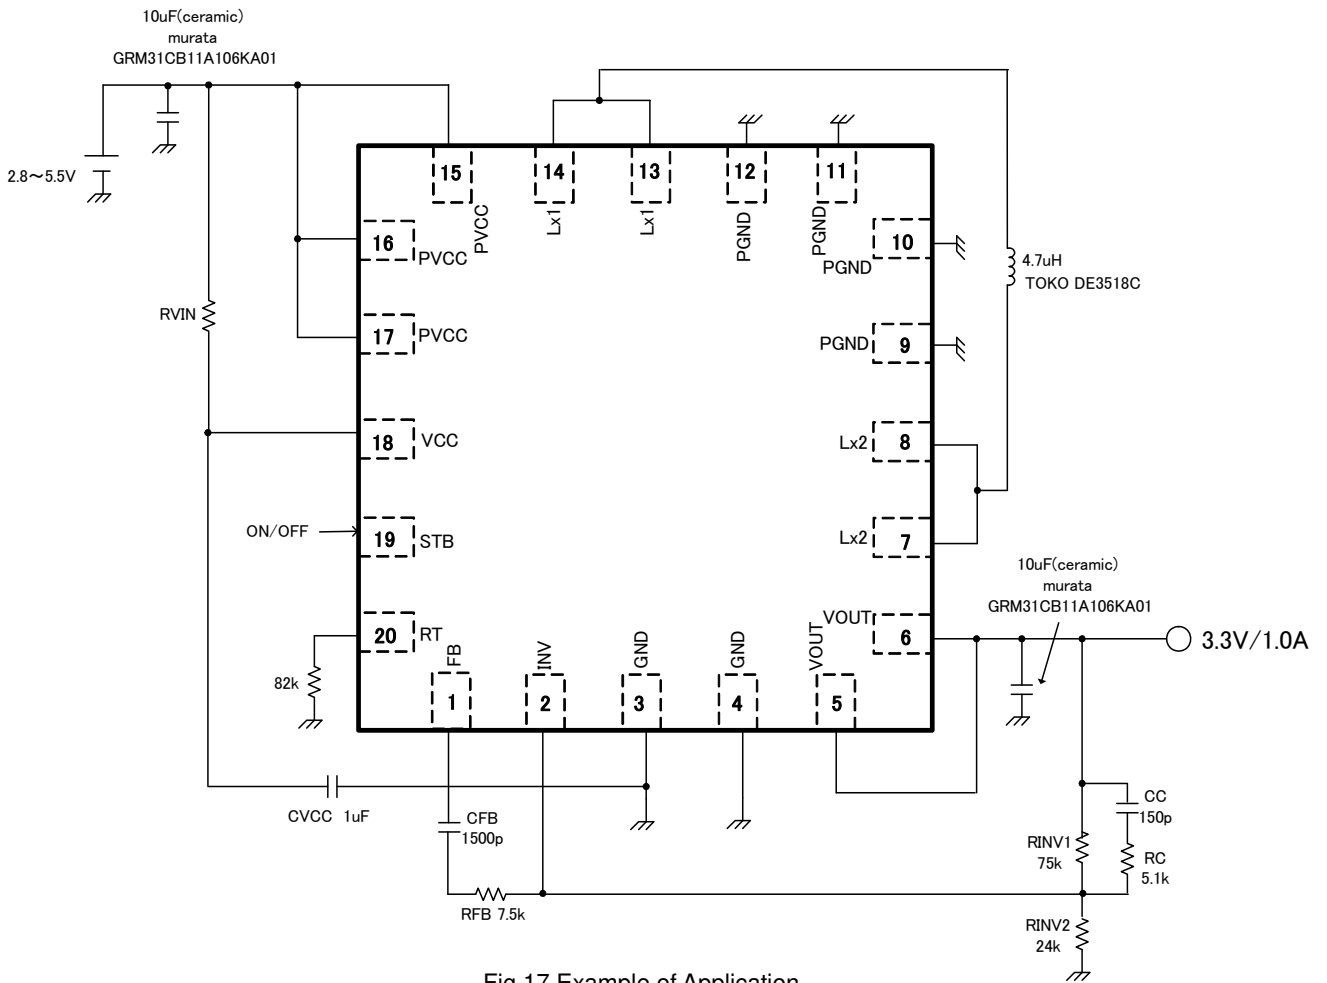 10uF(ceramic)
murata
GRM31CB11A106KA01
2.8～5.5V
15
PVCC
14
Lx1
13
Lx1
12
PGND
11
PGND
16
PVCC
10
PGND
4.7uH
TOKO DE3518C
RVIN
17
PVCC
PGND
9
18
VCC
Lx2
8
ON/OFF
19
STB
Lx2
7
10uF(ceramic)
murata
GRM31CB11A106KA01
20
RT
VOUT
6
3.3V/1.0A
82k
FB
1
INV
2
GND
3
GND
4
VOUT
5
CVCC 1uF
CFB
1500p
RFB 7.5k
CC
150p
RINV1
75k
RC
5.1k
RINV2
24k
Fig.17 Example of Application